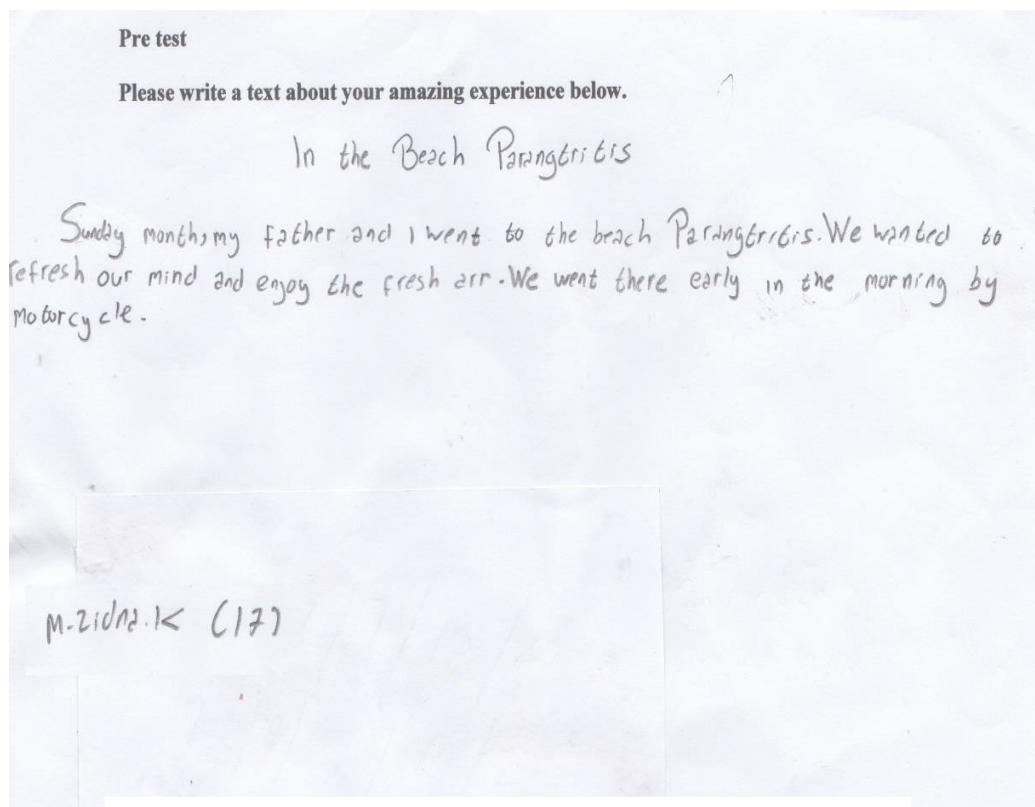 Pre test
Please write a text about your amazing experience below.
In the Beach Parangtritis
Sunday month, my father and I went to the beach Parangtritis. We wanted to
refresh our mind and enjoy the fresh air. We went there early in the morning by
Motorcycle.
M.Zidna.K (17)